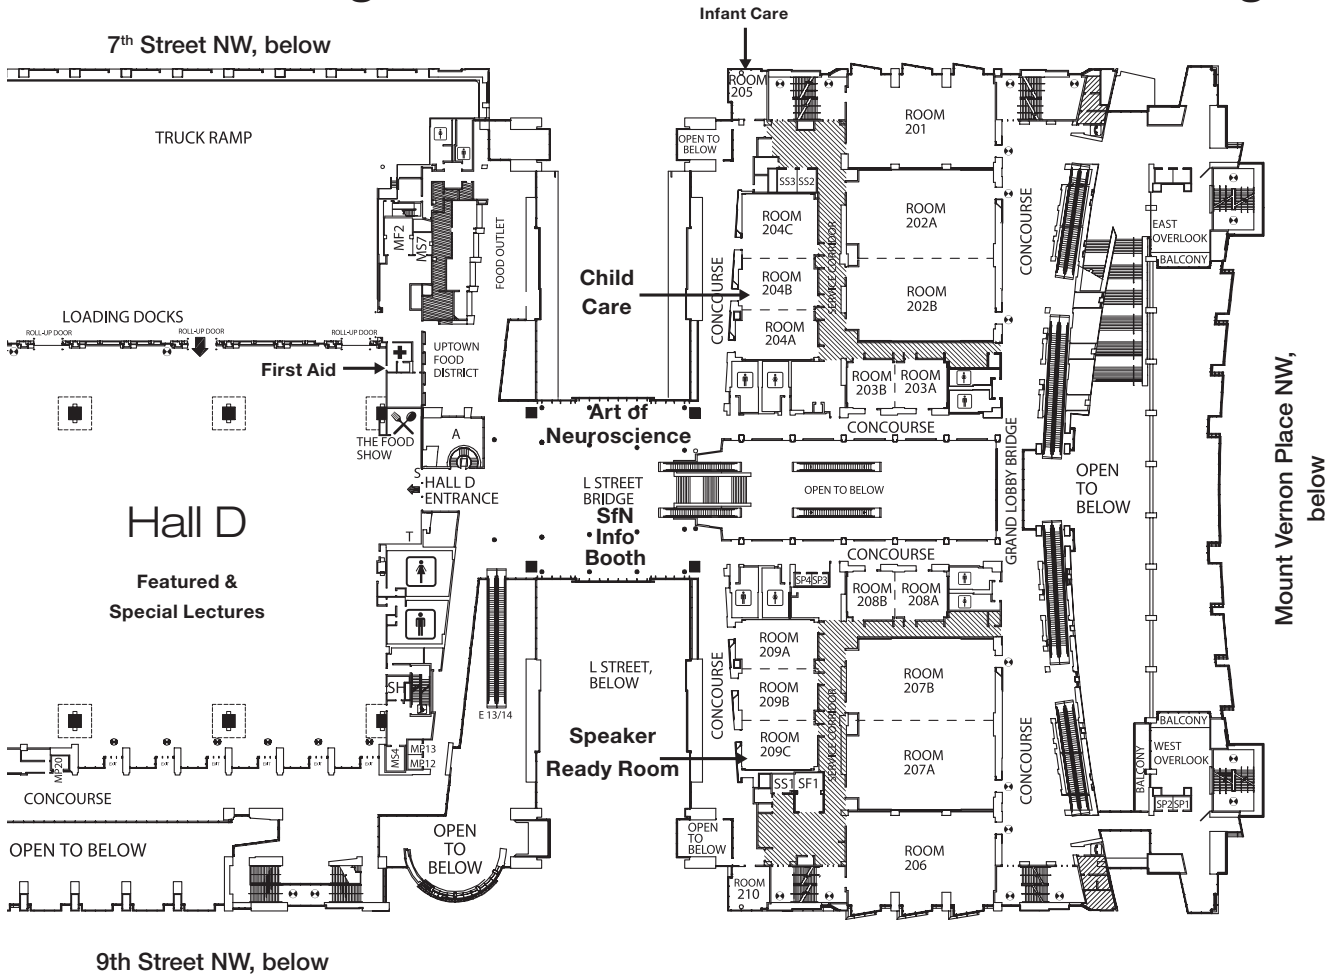 Infant Care
7th Street NW, below
ROOM
205
ROOM
201
TRUCK RAMP
OPEN TO
BELOW
SS3
SS2
ROOM
204C
ROOM
202A
CONCOURSE
EAST
OVERLOOK
BALCONY
MF2
MS7
FOOD OUTLET
Child
Care
CONCOURSE
ROOM
204B
SERVICE CORRIDOR
ROOM
202B
ROOM
204A
LOADING DOCKS
ROLL-UP DOOR
ROLL-UP DOOR
ROLL-UP DOOR
UPTOWN
FOOD
DISTRICT
First Aid
ROOM
203B
ROOM
203A
Art of
Neuroscience
CONCOURSE
THE FOOD
SHOW
A
S
HALL D
ENTRANCE
L STREET
BRIDGE
OPEN TO BELOW
GRAND LOBBY BRIDGE
OPEN
TO
BELOW
Mount Vernon Place NW,
below
Hall D
SfN
Info
Booth
T
CONCOURSE
Featured &
Special Lectures
SP4
SP3
ROOM
208B
ROOM
208A
ROOM
209A
L STREET,
BELOW
CONCOURSE
ROOM
207B
SH
ROOM
209B
E 13/14
SERVICE CORRIDOR
CONCOURSE
BALCONY
Speaker
Ready Room
ROOM
209C
ROOM
207A
BALCONY
WEST
OVERLOOK
MP20
EXIT
EXIT
EXIT
EXIT
EXIT
EXIT
MS4
MP13
MP12
SS1
SF1
SP2
SP1
CONCOURSE
OPEN
TO
BELOW
OPEN
TO
BELOW
OPEN TO BELOW
ROOM
206
ROOM
210
9th Street NW, below